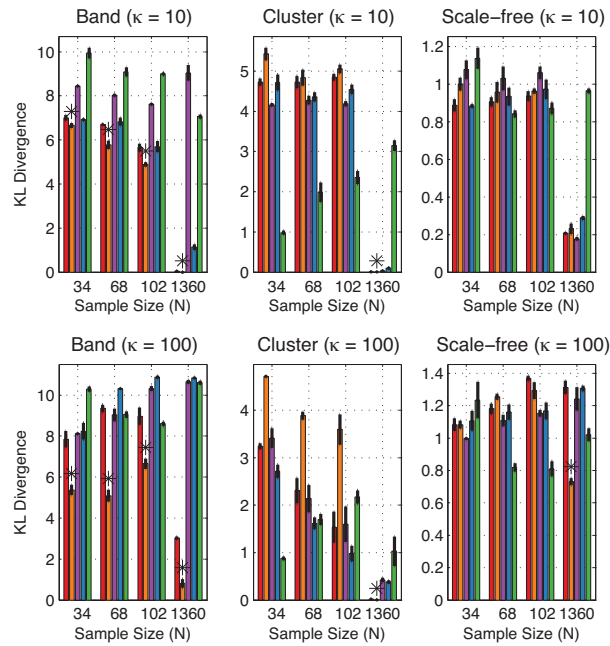 Band (κ = 10)
Cluster (κ = 10)
Scale−free (κ = 10)
KL Divergence
10
8
6
4
2
0
5
4
3
2
1
0
1.2
1
0.8
0.6
0.4
0.2
0
34 68 102 1360
34 68 102 1360
34 68 102 1360
Sample Size (N)
Sample Size (N)
Sample Size (N)
Band (κ = 100)
Cluster (κ = 100)
Scale−free (κ = 100)
KL Divergence
10
8
6
4
2
0
4
3
2
1
0
1.4
1.2
1
0.8
0.6
0.4
0.2
0
34 68 102 1360
34 68 102 1360
34 68 102 1360
Sample Size (N)
Sample Size (N)
Sample Size (N)